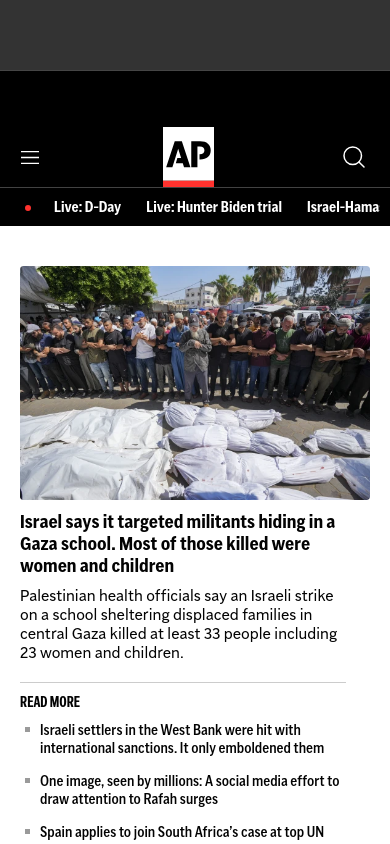 AP
Live: D-Day
Live: Hunter Biden trial
Israel-Hama
Israel says it targeted militants hiding in a
Gaza school. Most of those killed were
women and children
Palestinian health officials say an Israeli strike
on a school sheltering displaced families in
central Gaza killed at least 33 people including
23 women and children.
READ MORE
Israeli settlers in the West Bank were hit with
international sanctions. It only emboldened them
One image, seen by millions: A social media effort to
draw attention to Rafah surges
Spain applies to join South Africa's case at top UN